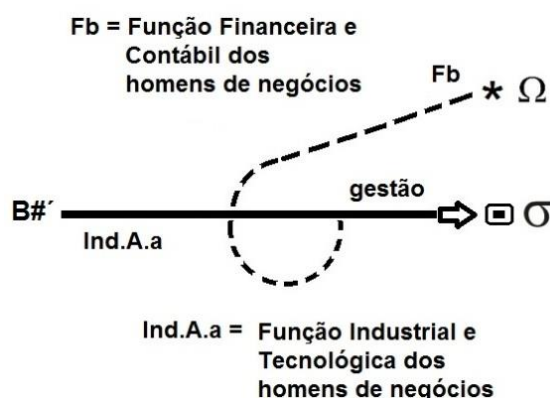 Fb = Função Financeira e
Contábil dos
homens de negócios
Fb
* Ω
gestão
B#´
σ
Ind.A.a
Ind.A.a = Função Industrial e
Tecnológica dos
homens de negócios